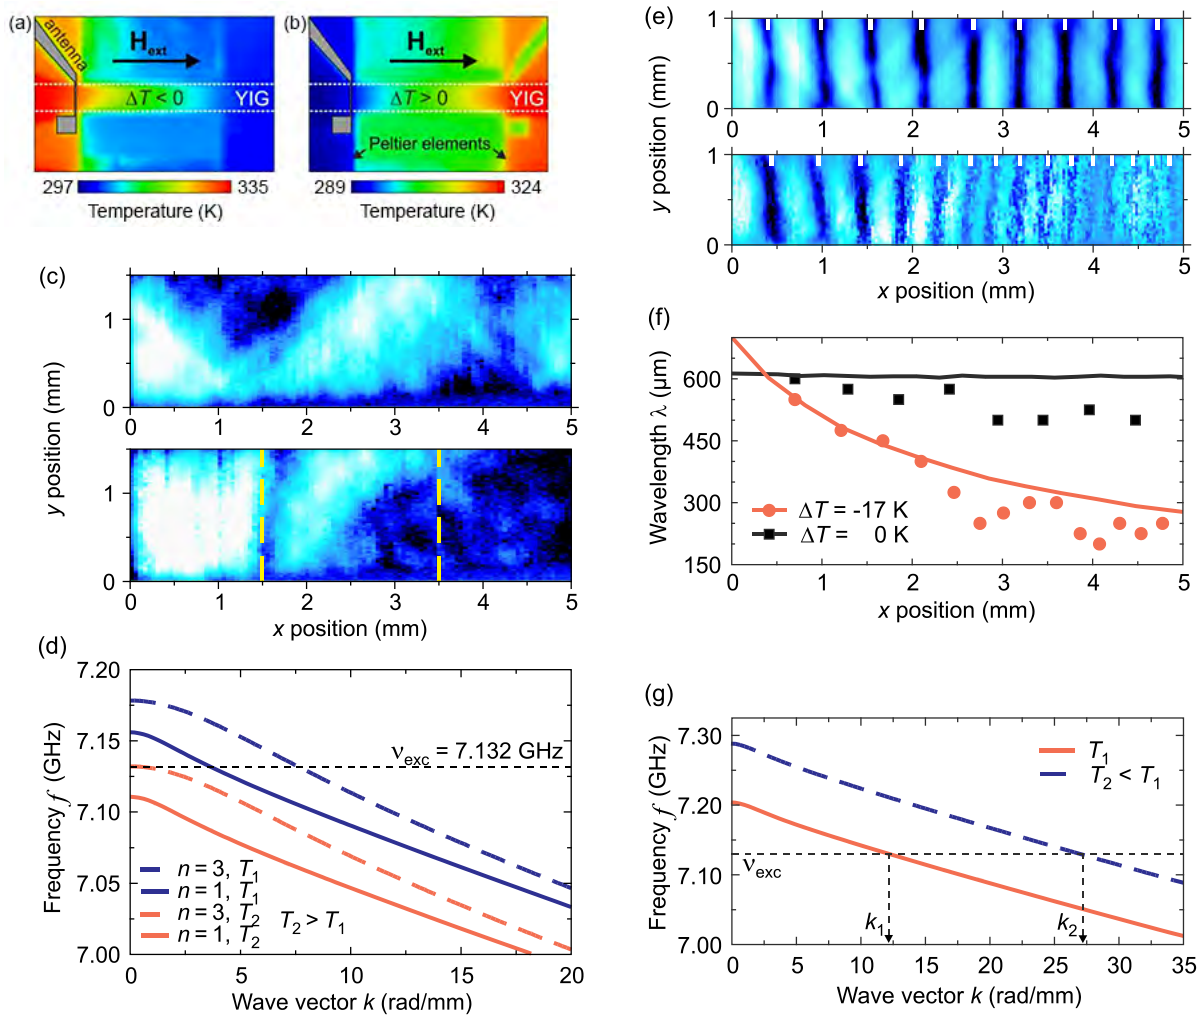 (a)
antenna
H_ext
ΔT < 0
YIG
297
335
Temperature (K)
(b)
H_ext
ΔT > 0
YIG
Peltier elements
289
324
Temperature (K)
(c)
1
0
0 1 2 3 4 5
1
0
0 1 2 3 4 5
y position (mm)
x position (mm)
(d)
7.20
7.15
7.10
7.05
7.00
Frequency f (GHz)
ν_exc = 7.132 GHz
n = 3, T_1
n = 1, T_1
n = 3, T_2
n = 1, T_2
T_2 > T_1
0 5 10 15 20
Wave vector k (rad/mm)
(e)
1
0
0 1 2 3 4 5
1
0
0 1 2 3 4 5
y position (mm)
x position (mm)
(f)
600
450
300
150
Wavelength λ (µm)
ΔT = -17 K
ΔT = 0 K
0 1 2 3 4 5
x position (mm)
(g)
7.30
7.20
7.10
7.00
Frequency f (GHz)
T_1
T_2 < T_1
ν_exc
k_1
k_2
0 5 10 15 20 25 30 35
Wave vector k (rad/mm)